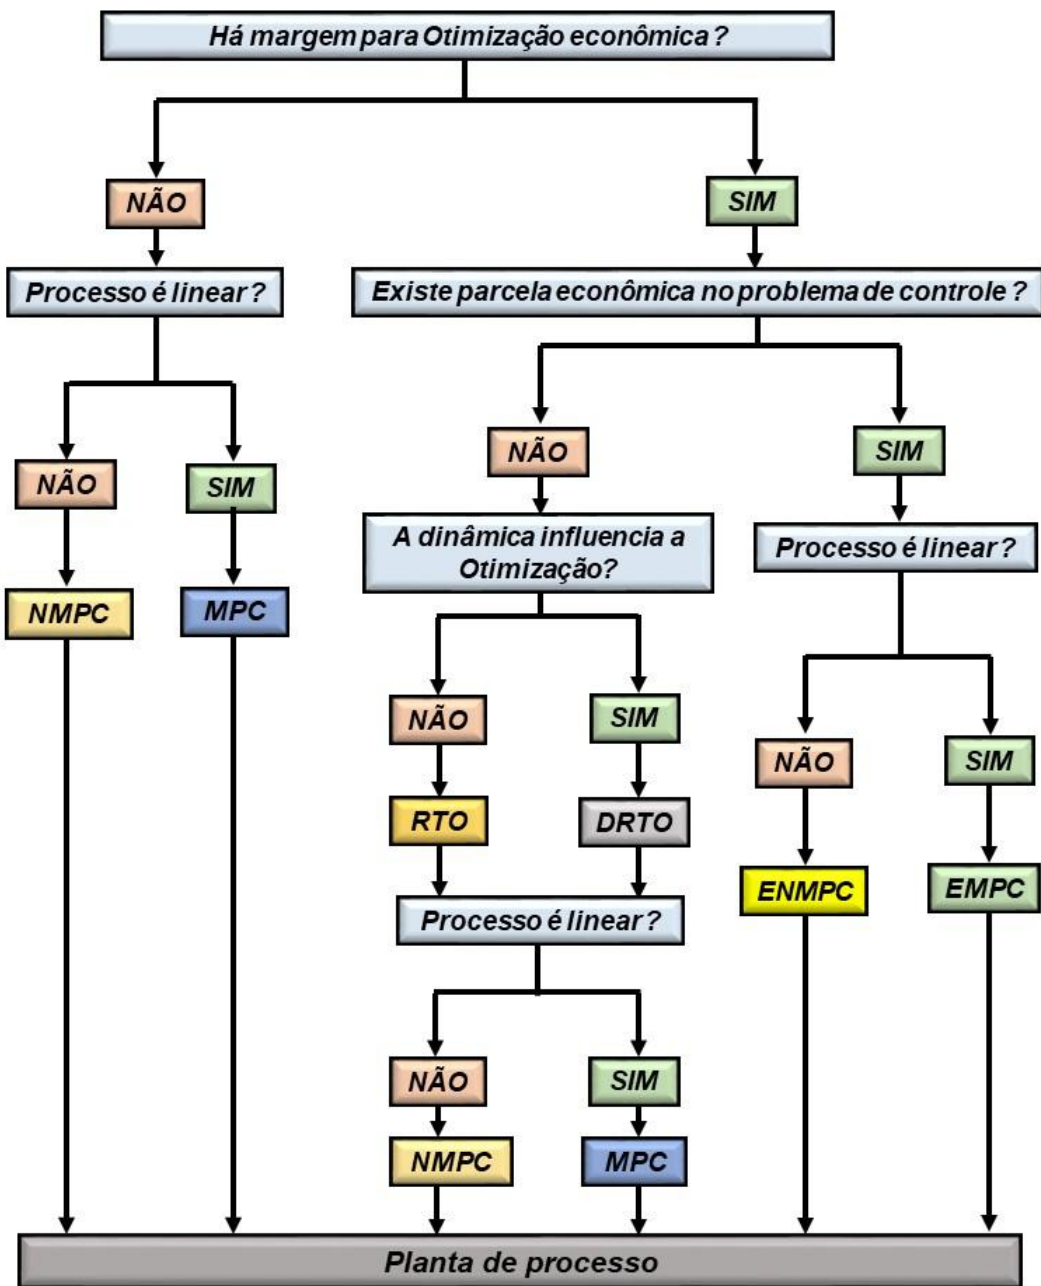 Há margem para Otimização econômica?
NÃO
SIM
Processo é linear?
Existe parcela econômica no problema de controle?
NÃO
SIM
NÃO
SIM
A dinâmica influencia a
Otimização?
Processo é linear?
NMPC
MPC
NÃO
SIM
NÃO
SIM
RTO
DRTO
ENMPC
EMPC
Processo é linear?
NÃO
SIM
NMPC
MPC
Planta de processo